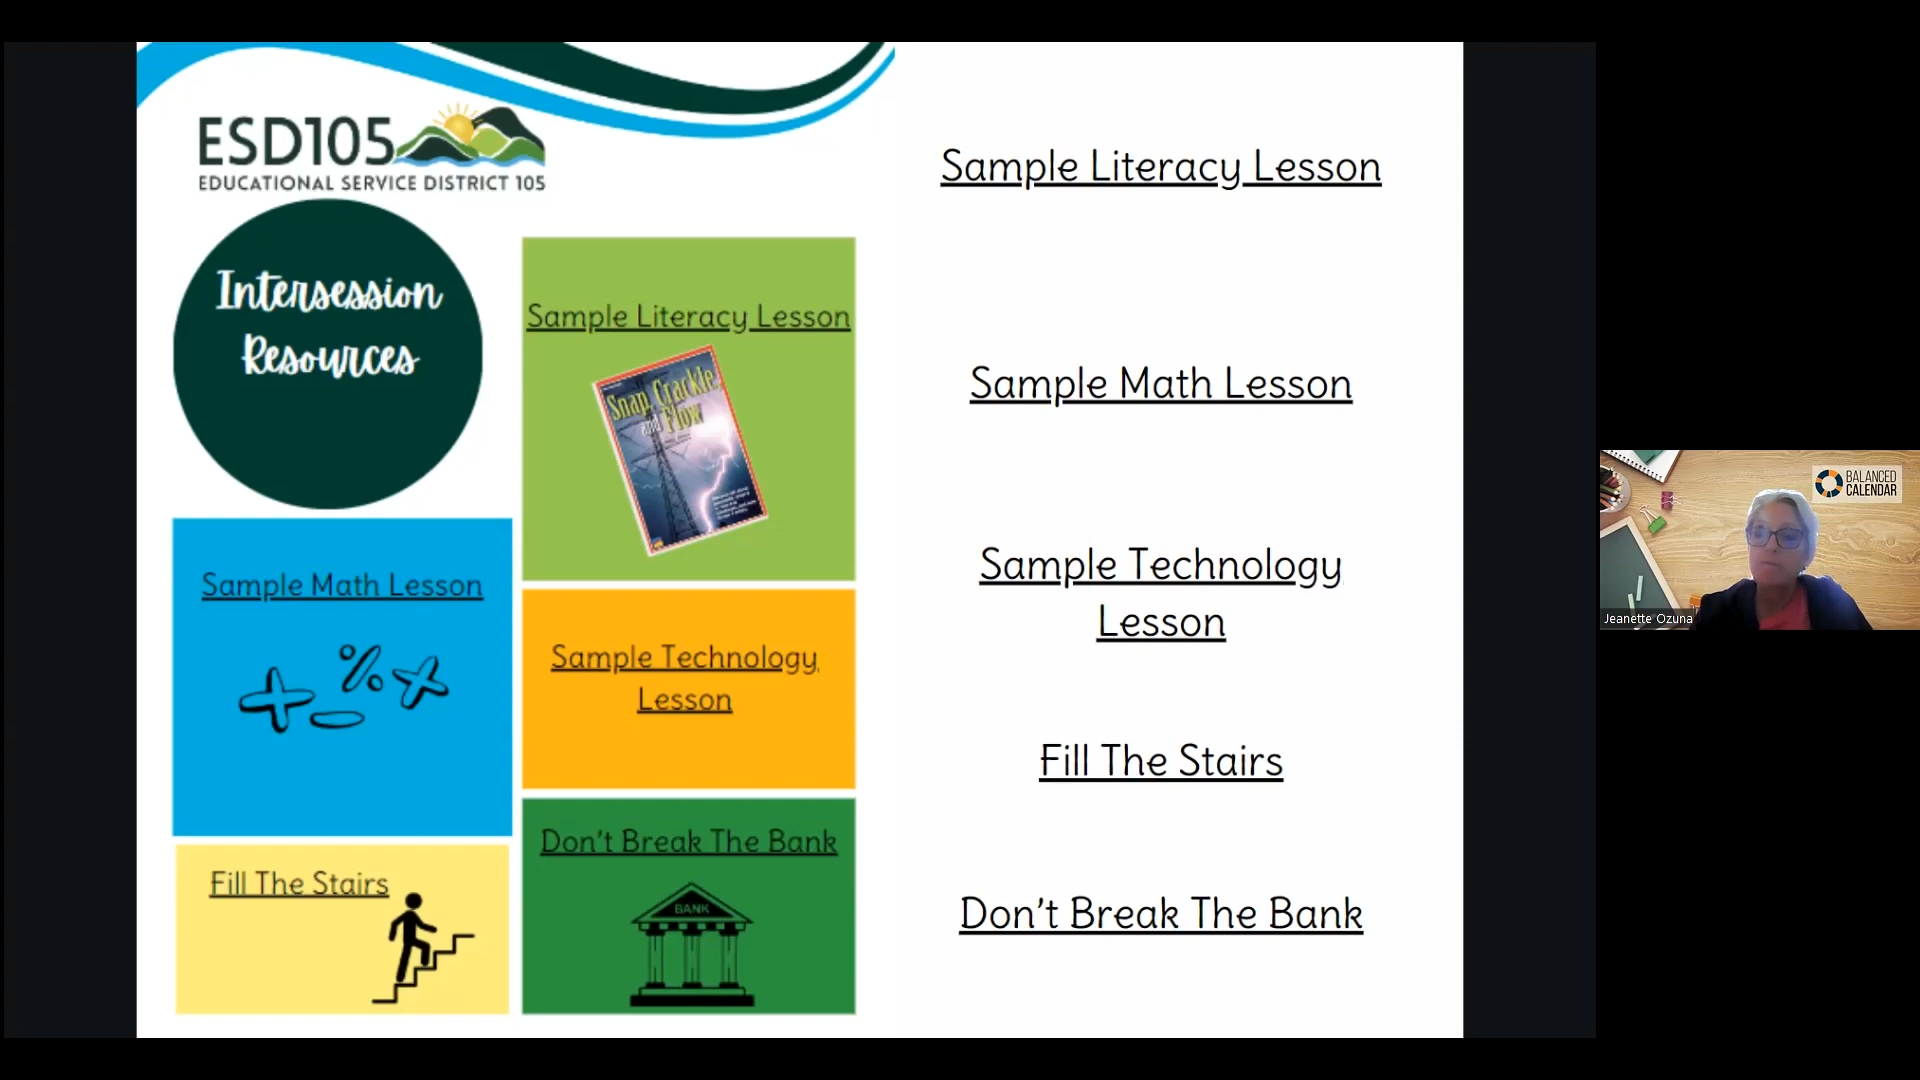 ESD105
EDUCATIONAL SERVICE DISTRICT 105
Intersession
Resources
Sample Literacy Lesson
Snap, Crackle,
and Flow
Sample Math Lesson
Sample Technology
Lesson
Fill The Stairs
Don't Break The Bank
BANK
Sample Literacy Lesson
Sample Math Lesson
Sample Technology
Lesson
Fill The Stairs
Don't Break The Bank
BALANCED
CALENDAR
Jeanette Ozuna